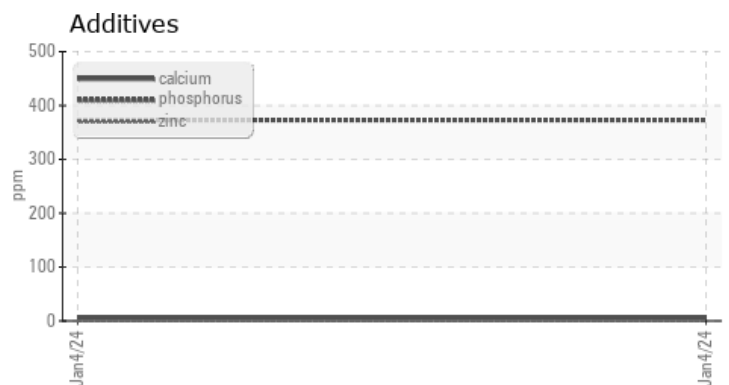 Additives
500
400
300
200
100
0
ppm
calcium
phosphorus
zinc
Jan4/24
Jan4/24